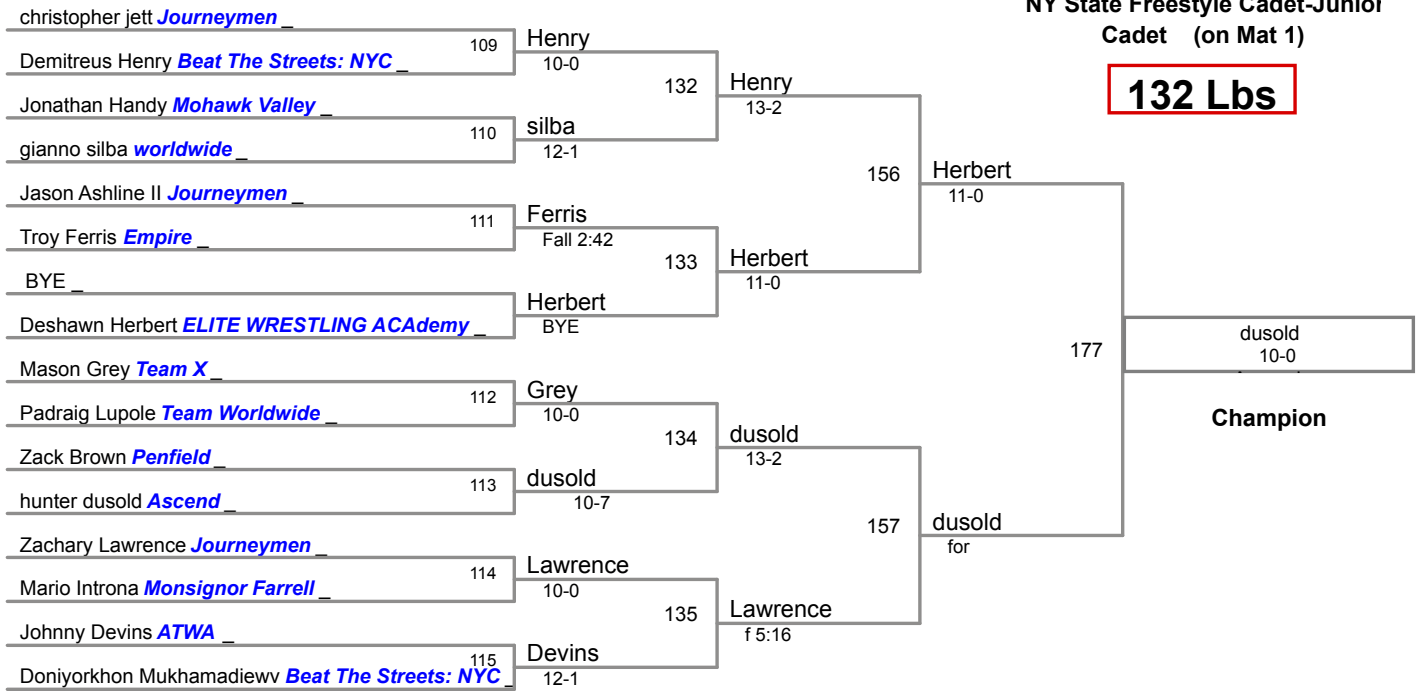 NY State Freestyle Cadet-Junior
Cadet (on Mat 1)
132 Lbs
christopher jett Journeymen _
109
Henry
10-0
Demitreus Henry Beat The Streets: NYC _
132
Henry
13-2
Jonathan Handy Mohawk Valley _
110
silba
12-1
gianno silba worldwide _
156
Herbert
11-0
Jason Ashline II Journeymen _
111
Ferris
Fall 2:42
Troy Ferris Empire _
133
Herbert
11-0
BYE _
Herbert
BYE
Deshawn Herbert ELITE WRESTLING ACAdemy _
177
dusold
10-0
Champion
Mason Grey Team X _
112
Grey
10-0
Padraig Lupole Team Worldwide _
134
dusold
13-2
Zack Brown Penfield _
113
dusold
10-7
hunter dusold Ascend _
157
dusold
for
Zachary Lawrence Journeymen _
114
Lawrence
10-0
Mario Introna Monsignor Farrell _
135
Lawrence
f 5:16
Johnny Devins ATWA _
115
Devins
12-1
Doniyorkhon Mukhamadiewv Beat The Streets: NYC _